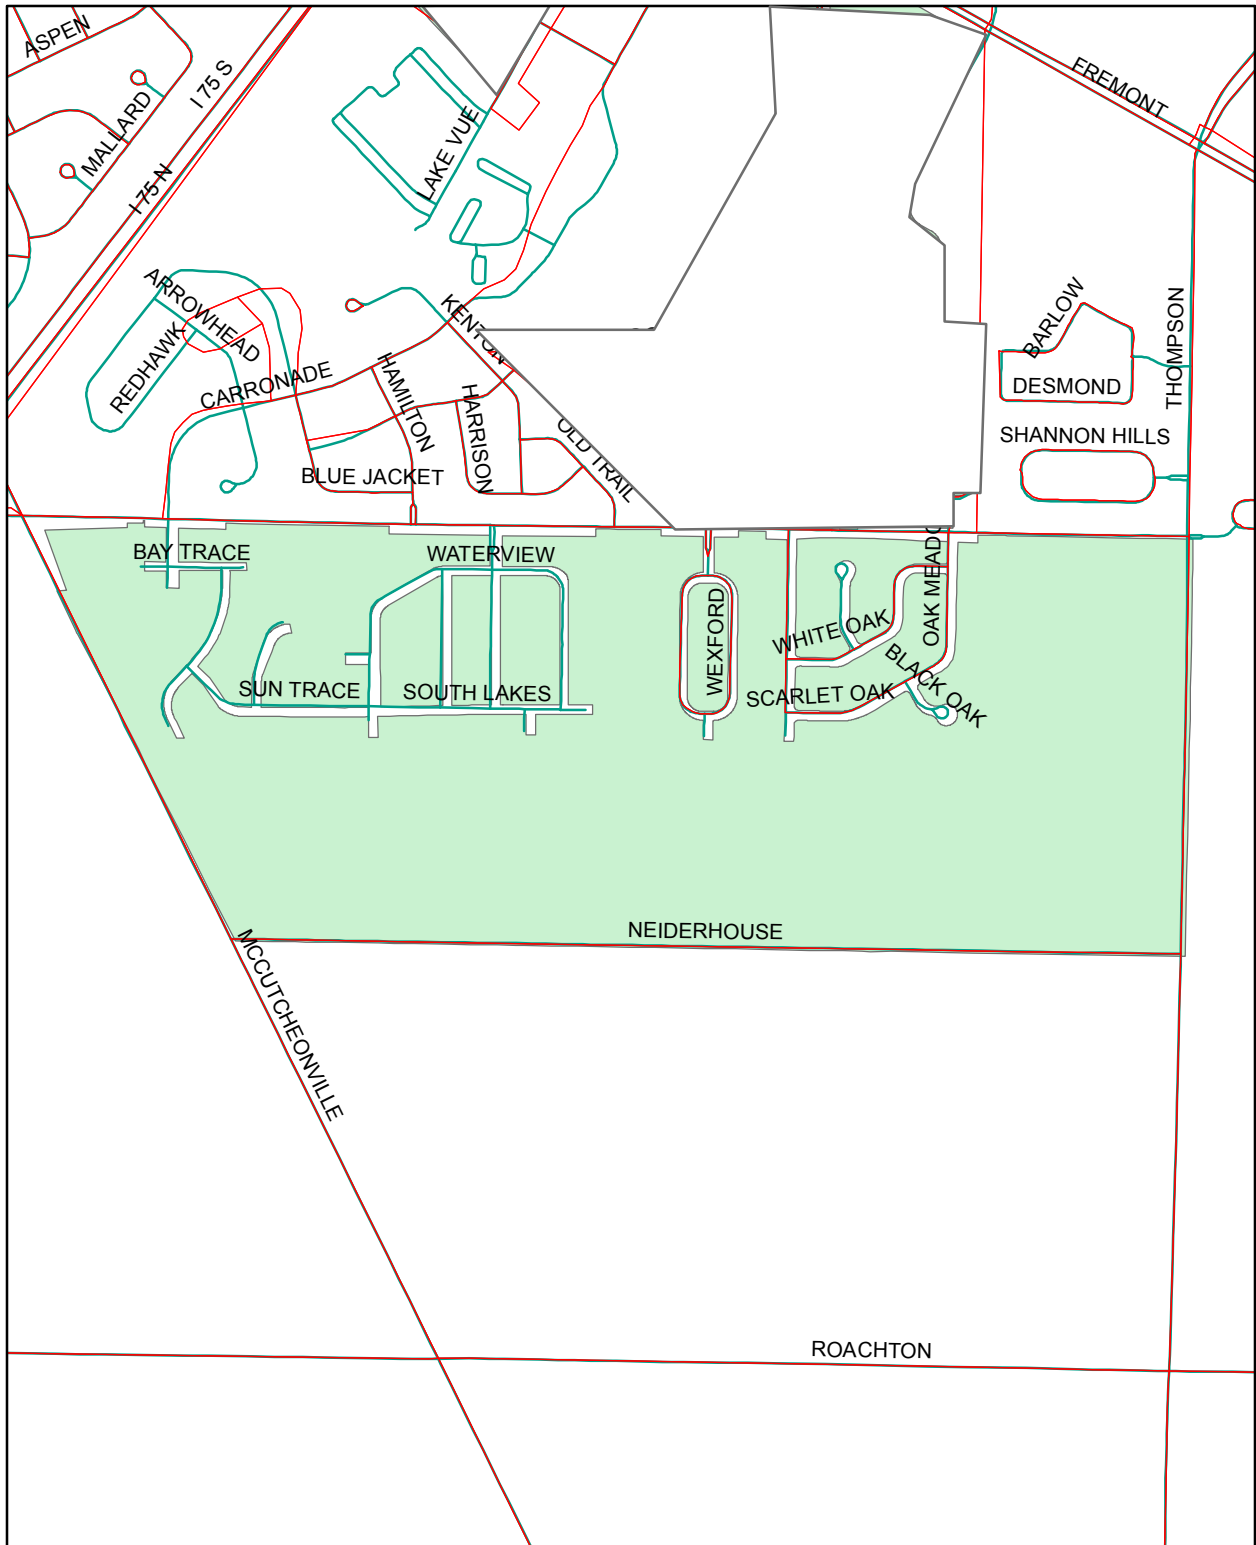 ASPEN
I 75 S
FREMONT
MALLARD
LAKE VUE
I 75 N
ARROWHEAD
KENTON
BARLOW
THOMPSON
REDHAWK
CARRONADE
HAMILTON
HARRISON
DESMOND
OLD TRAIL
SHANNON HILLS
BLUE JACKET
BAY TRACE
WATERVIEW
OAK MEADO
WEXFORD
WHITE OAK
BLACK OAK
SUN TRACE
SOUTH LAKES
SCARLET OAK
NEIDERHOUSE
MCCUTCHEONVILLE
ROACHTON